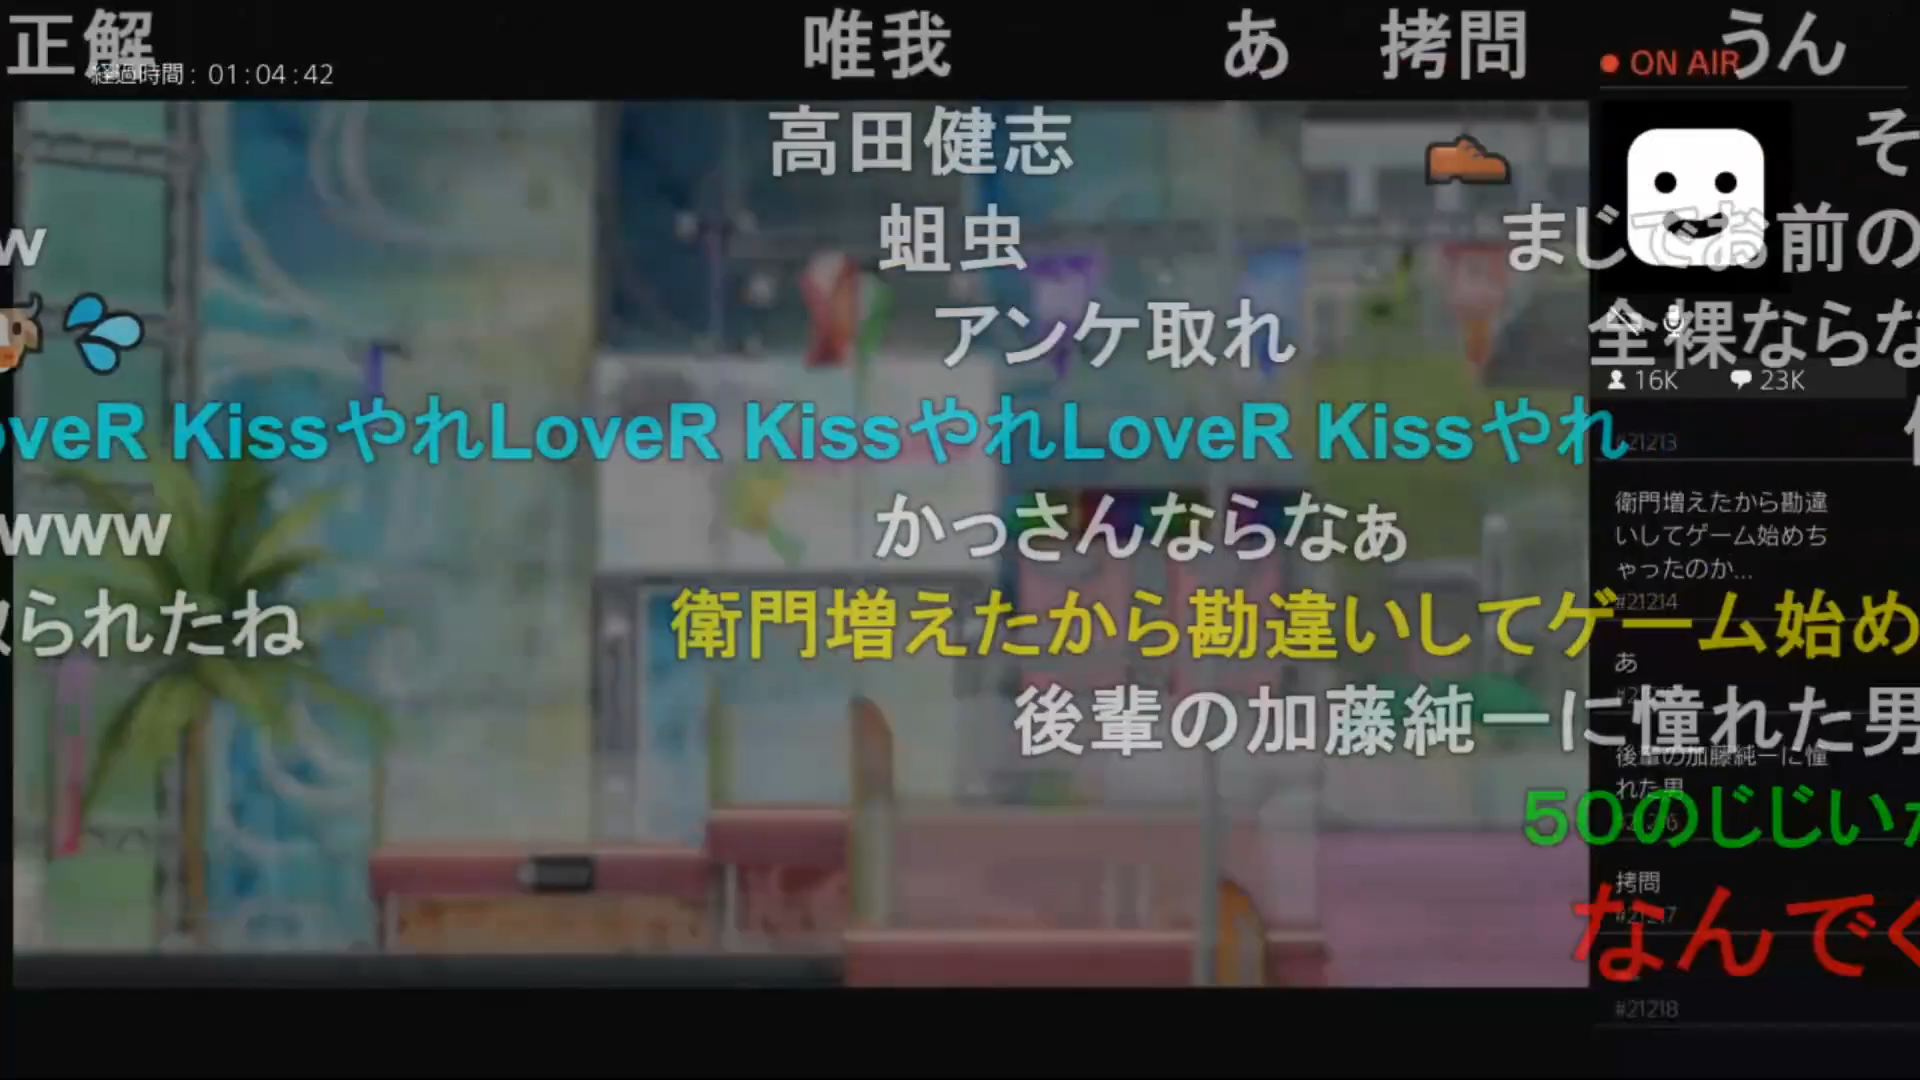 正解
経過時間 : 01:04:42
唯我
あ
拷問
● ON AIR
うん
高田健志
そ
蛆虫
まじでお前の
w
アンケ取れ
全裸ならな
16K
23K
veR KissやれLoveR KissやれLoveR Kissやれ
#21213
www
かっさんならなぁ
衛門増えたから勘違
いしてゲーム始めち
ゃったのか...
#21214
られたね
衛門増えたから勘違いしてゲーム始め
あ
後輩の加藤純一に憧れた男
後輩の加藤純一に憧
れた男
50のじじい
拷問
#21217
なんでく
#21218